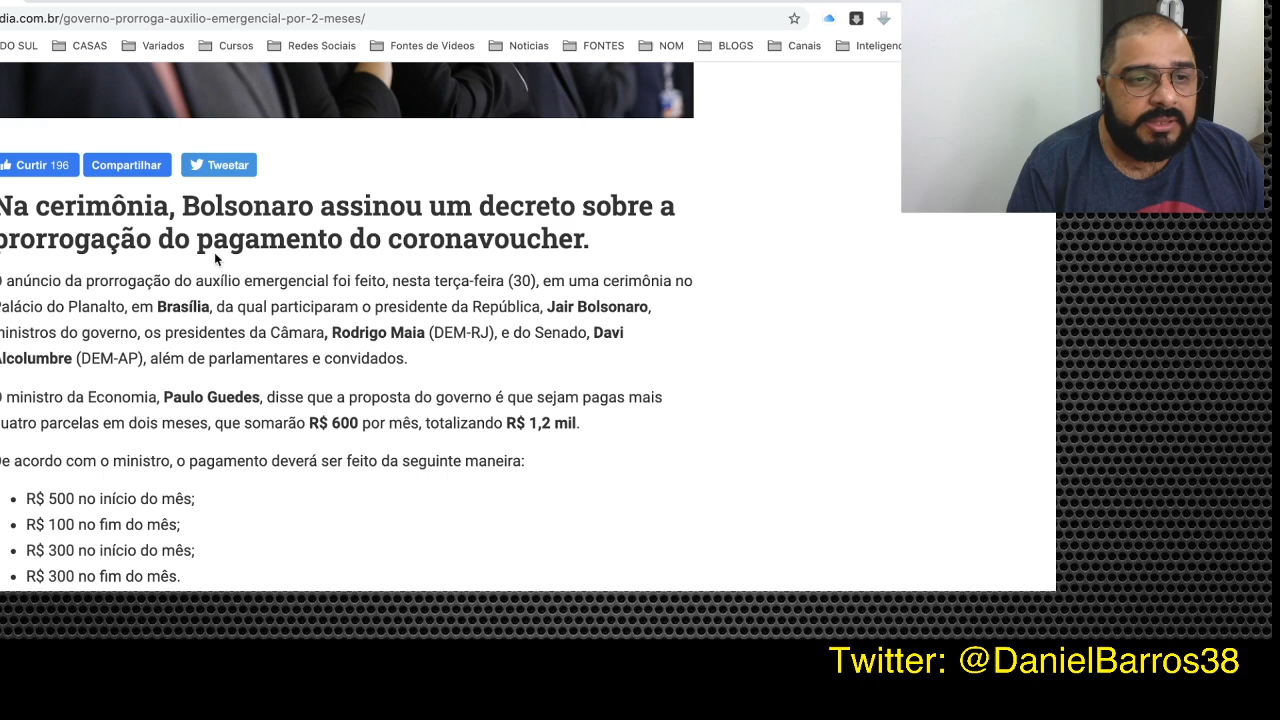 dia.com.br/governo-prorroga-auxilio-emergencial-por-2-meses/
DO SUL CASAS Variados Cursos Redes Sociais Fontes de Videos Noticias FONTES NOM BLOGS Canais Inteligenc
Curtir 196 Compartilhar Tweetar
Na cerimônia, Bolsonaro assinou um decreto sobre a
prorrogação do pagamento do coronavoucher.
O anúncio da prorrogação do auxílio emergencial foi feito, nesta terça-feira (30), em uma cerimônia no
Palácio do Planalto, em Brasília, da qual participaram o presidente da República, Jair Bolsonaro,
ministros do governo, os presidentes da Câmara, Rodrigo Maia (DEM-RJ), e do Senado, Davi
Alcolumbre (DEM-AP), além de parlamentares e convidados.
O ministro da Economia, Paulo Guedes, disse que a proposta do governo é que sejam pagas mais
quatro parcelas em dois meses, que somarão R$ 600 por mês, totalizando R$ 1,2 mil.
De acordo com o ministro, o pagamento deverá ser feito da seguinte maneira:
• R$ 500 no início do mês;
• R$ 100 no fim do mês;
• R$ 300 no início do mês;
• R$ 300 no fim do mês.
Twitter: @DanielBarros38